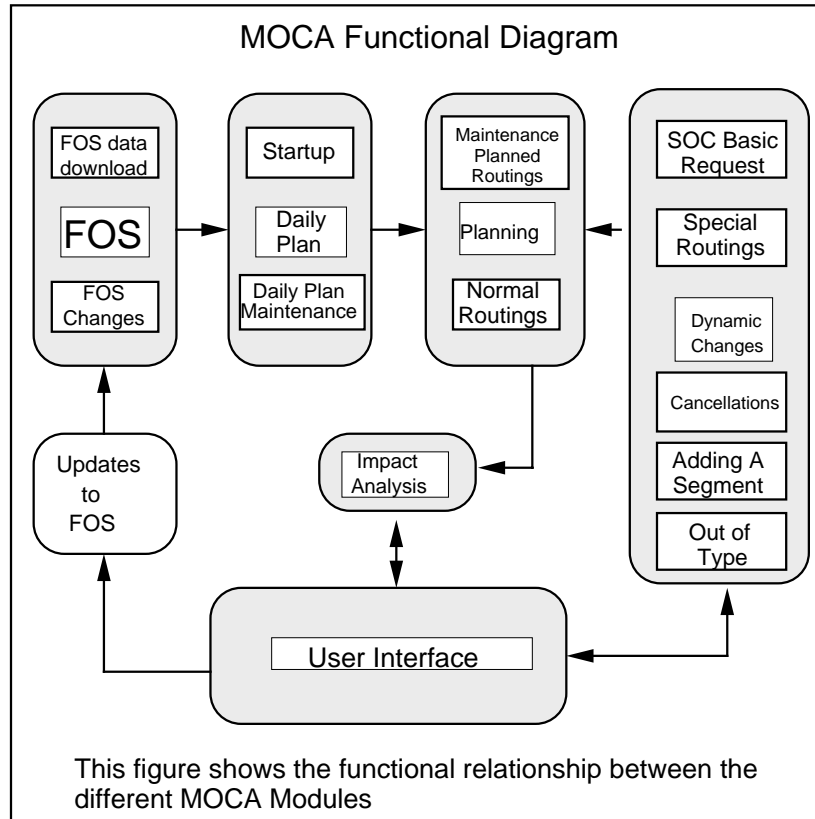 MOCA Functional Diagram
FOS data
download
FOS
FOS
Changes
Startup
Daily
Plan
Daily Plan
Maintenance
Maintenance
Planned
Routings
Planning
Normal
Routings
SOC Basic
Request
Special
Routings
Dynamic
Changes
Cancellations
Adding A
Segment
Out of
Type
Updates
to
FOS
Impact
Analysis
User Interface
This figure shows the functional relationship between the
different MOCA Modules